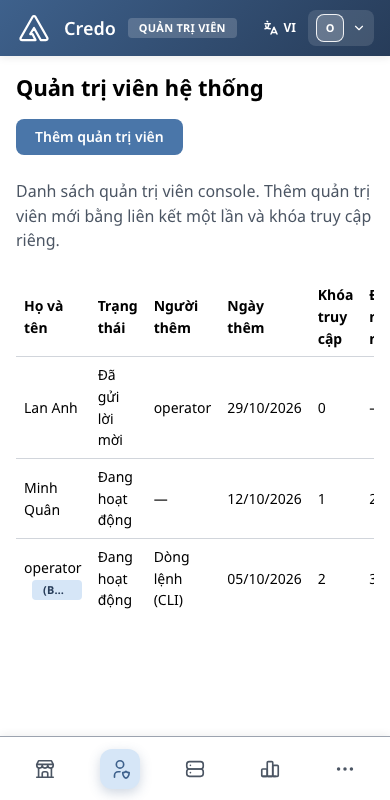 Credo
QUẢN TRỊ VIÊN
VI
O
Quản trị viên hệ thống
Thêm quản trị viên
Danh sách quản trị viên console. Thêm quản trị
viên mới bằng liên kết một lần và khóa truy cập
riêng.
Họ và tên
Trạng thái
Người thêm
Ngày thêm
Khóa truy cập
Lan Anh
Đã gửi lời mời
operator
29/10/2026
0
Minh Quân
Đang hoạt động
—
12/10/2026
1
operator
(B...
Đang hoạt động
Dòng lệnh (CLI)
05/10/2026
2